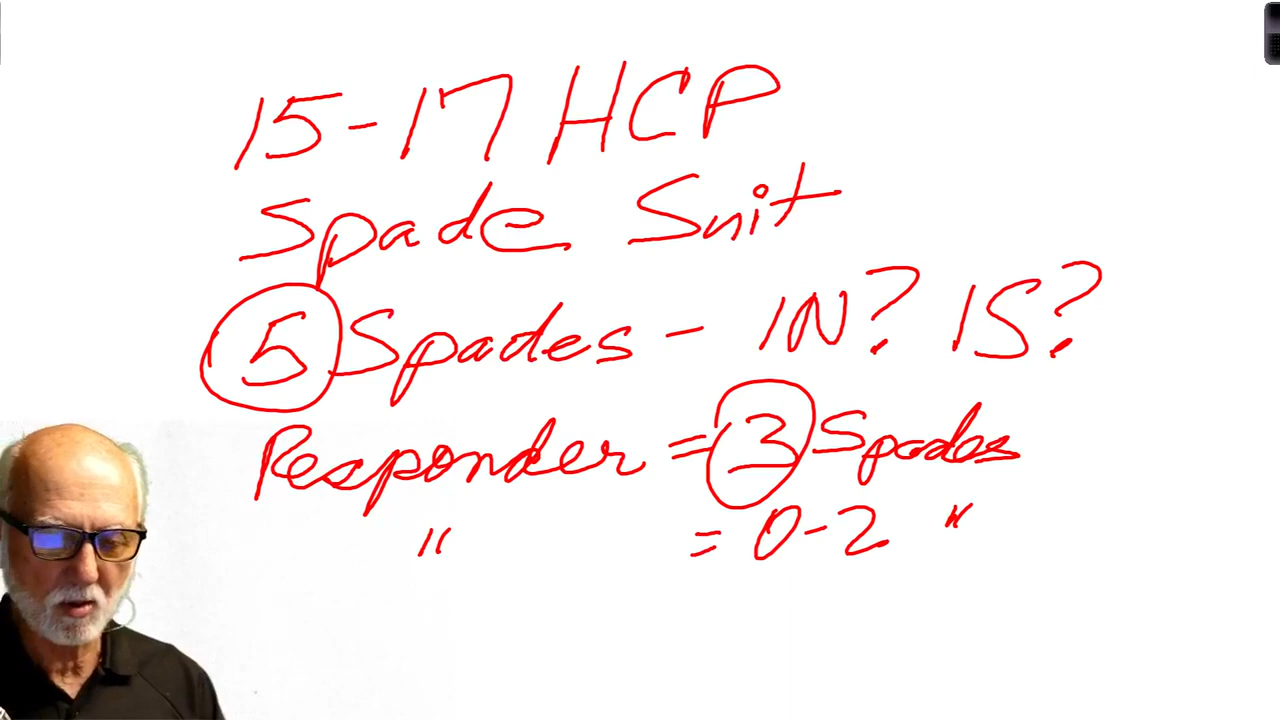 15-17 HCP
Spade Suit
5 Spades - 1N? 1S?
Responder = 3 Spades
" = 0-2 "